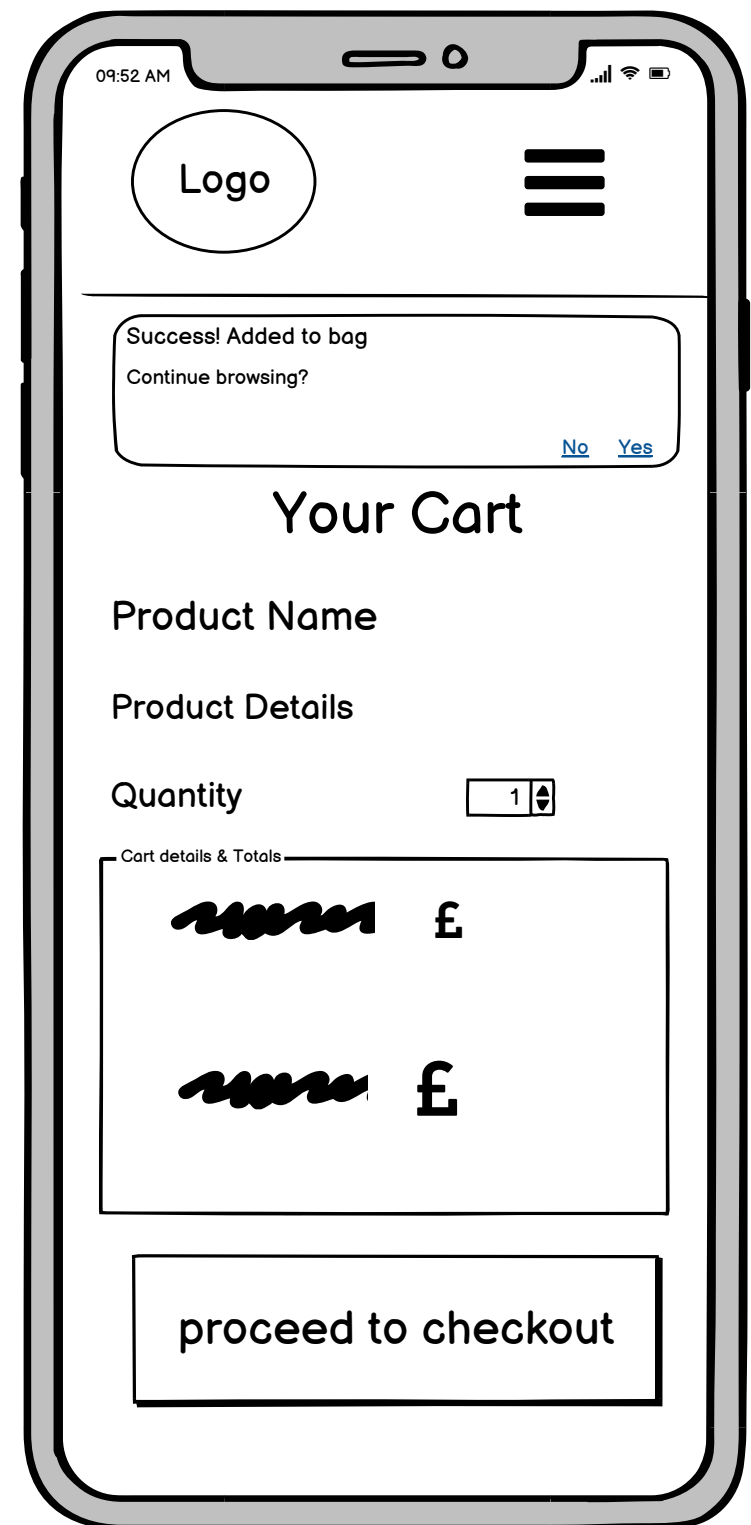 09:52 AM
Logo
Success! Added to bag
Continue browsing?
No Yes
Your Cart
Product Name
Product Details
Quantity 1
Cart details & Totals
£
£
proceed to checkout